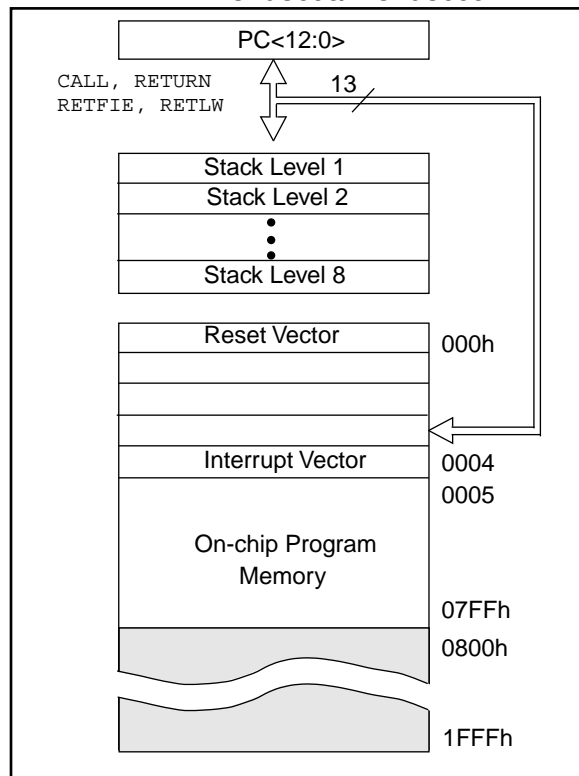 PC<12:0>
CALL, RETURN
RETFIE, RETLW
13
Stack Level 1
Stack Level 2
Stack Level 8
Reset Vector
000h
Interrupt Vector
0004
0005
On-chip Program
Memory
07FFh
0800h
1FFFh